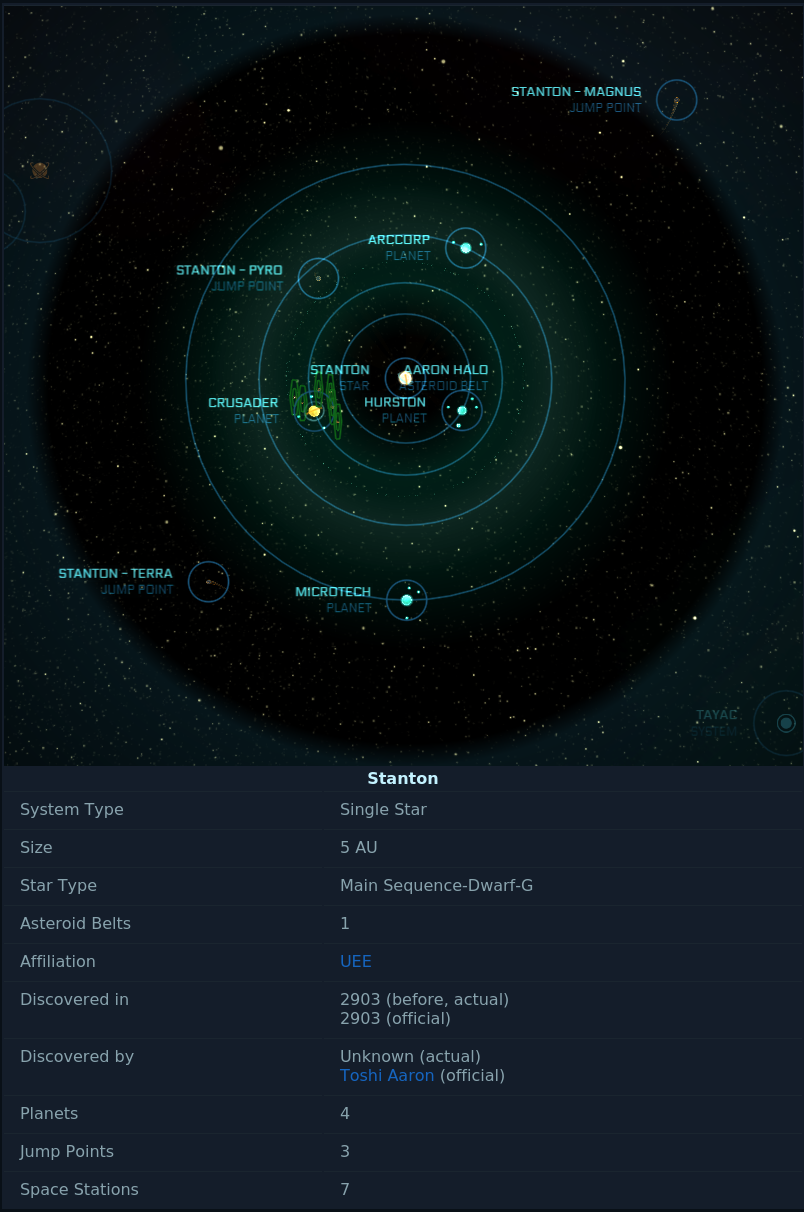 STANTON - MAGNUS
JUMP POINT
ARCCORP
PLANET
STANTON - PYRO
JUMP POINT
STANTON
STAR
AARON HALO
ASTEROID BELT
CRUSADER
PLANET
HURSTON
PLANET
STANTON - TERRA
JUMP POINT
MICROTECH
PLANET
TAYAC
SYSTEM
Stanton
System Type Single Star
Size 5 AU
Star Type Main Sequence-Dwarf-G
Asteroid Belts 1
Affiliation UEE
Discovered in 2903 (before, actual)
2903 (official)
Discovered by Unknown (actual)
Toshi Aaron (official)
Planets 4
Jump Points 3
Space Stations 7